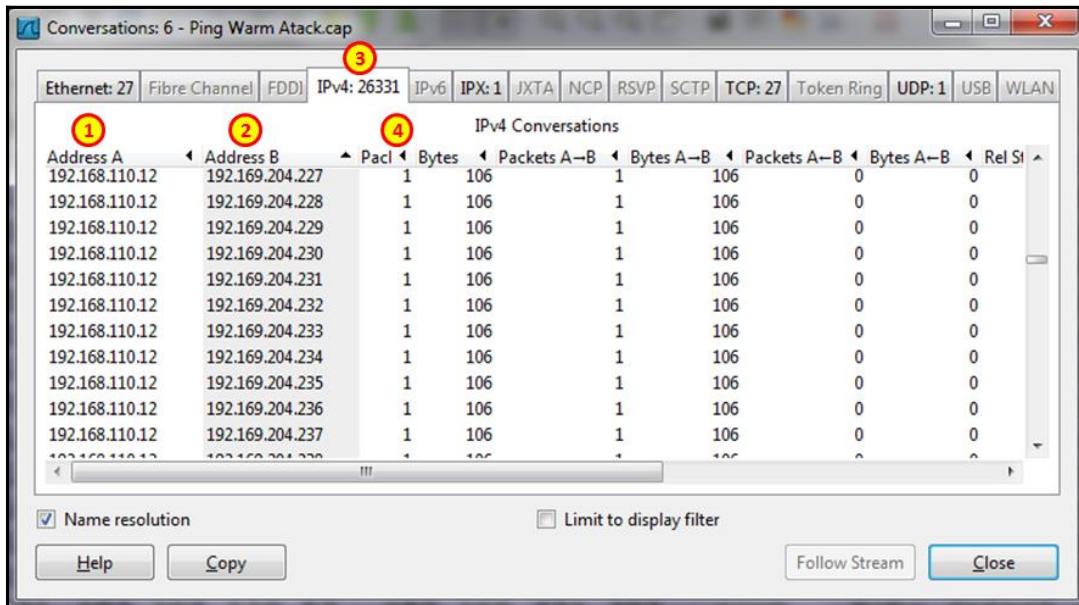 Conversations: 6 - Ping Warm Atack.cap
3
Ethernet: 27 Fibre Channel FDDI IPv4: 26331 IPv6 IPX: 1 JXTA NCP RSVP SCTP TCP: 27 Token Ring UDP: 1 USB WLAN
1 2 4 IPv4 Conversations
Address A Address B Pacl Bytes Packets A→B Bytes A→B Packets A←B Bytes A←B Rel St
192.168.110.12 192.169.204.227 1 106 1 106 0 0
192.168.110.12 192.169.204.228 1 106 1 106 0 0
192.168.110.12 192.169.204.229 1 106 1 106 0 0
192.168.110.12 192.169.204.230 1 106 1 106 0 0
192.168.110.12 192.169.204.231 1 106 1 106 0 0
192.168.110.12 192.169.204.232 1 106 1 106 0 0
192.168.110.12 192.169.204.233 1 106 1 106 0 0
192.168.110.12 192.169.204.234 1 106 1 106 0 0
192.168.110.12 192.169.204.235 1 106 1 106 0 0
192.168.110.12 192.169.204.236 1 106 1 106 0 0
192.168.110.12 192.169.204.237 1 106 1 106 0 0
Name resolution Limit to display filter
Help Copy Follow Stream Close